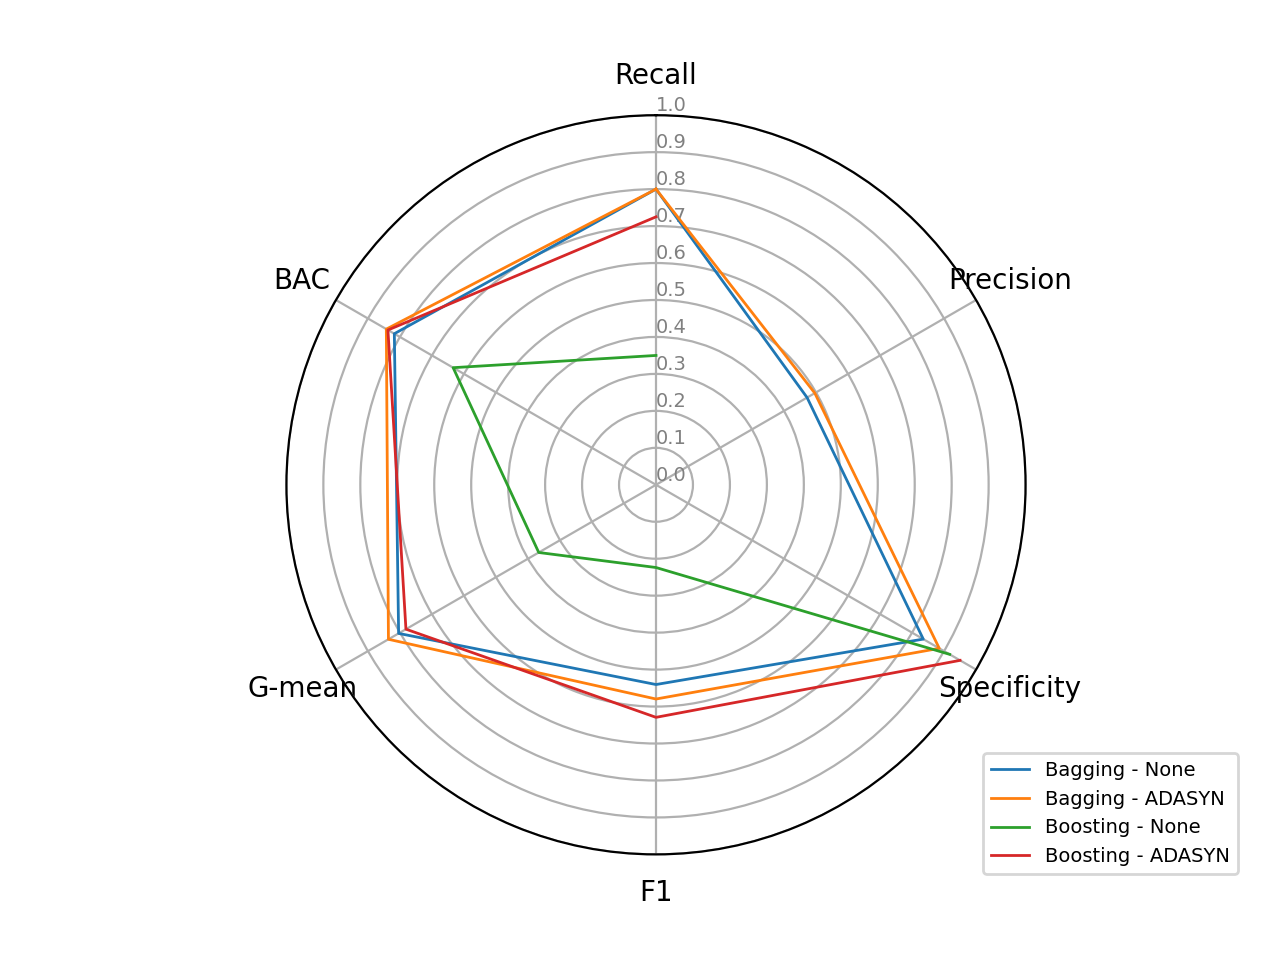 Recall
1.0
0.9
0.8
0.7
0.6
0.5
0.4
0.3
0.2
0.1
0.0
BAC
Precision
G-mean
Specificity
F1
Bagging - None
Bagging - ADASYN
Boosting - None
Boosting - ADASYN